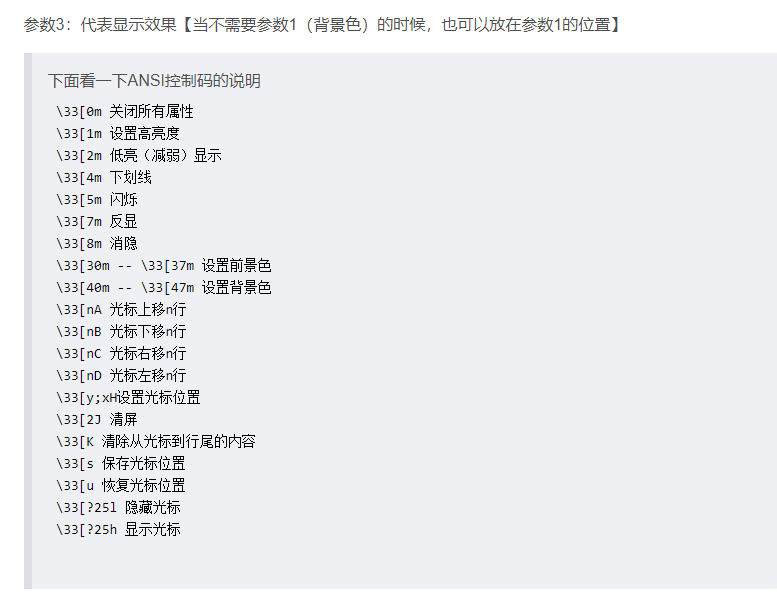 参数3：代表显示效果【当不需要参数1（背景色）的时候，也可以放在参数1的位置】
下面看一下ANSI控制码的说明
\33[0m 关闭所有属性
\33[1m 设置高亮度
\33[2m 低亮（减弱）显示
\33[4m 下划线
\33[5m 闪烁
\33[7m 反显
\33[8m 消隐
\33[30m -- \33[37m 设置前景色
\33[40m -- \33[47m 设置背景色
\33[nA 光标上移n行
\33[nB 光标下移n行
\33[nC 光标右移n行
\33[nD 光标左移n行
\33[y;xH设置光标位置
\33[2J 清屏
\33[K 清除从光标到行尾的内容
\33[s 保存光标位置
\33[u 恢复光标位置
\33[?25l 隐藏光标
\33[?25h 显示光标